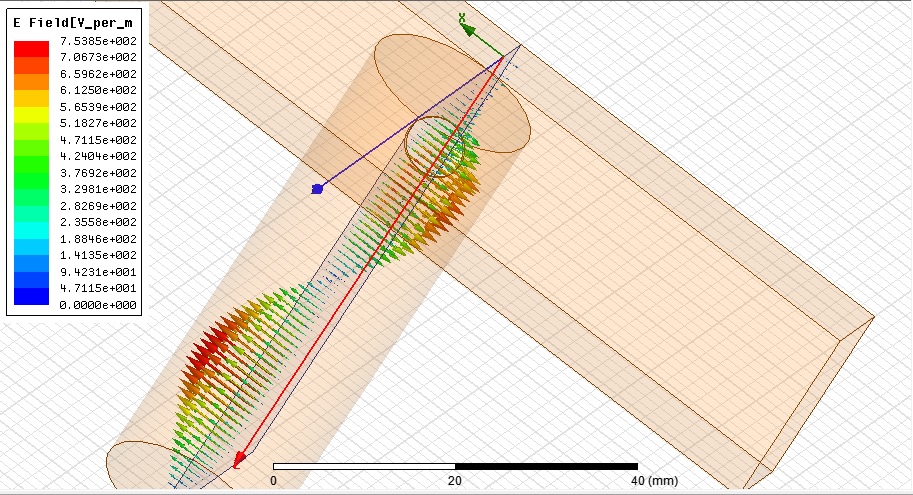 E Field[V_per_m
7.5385e+002
7.0673e+002
6.5962e+002
6.1250e+002
5.6539e+002
5.1827e+002
4.7115e+002
4.2404e+002
3.7692e+002
3.2981e+002
2.8269e+002
2.3558e+002
1.8846e+002
1.4135e+002
9.4231e+001
4.7115e+001
0.0000e+000
X
0 20 40 (mm)